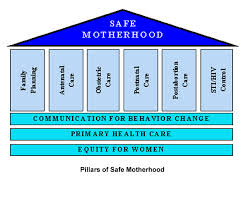 SAFE
MOTHERHOOD
Family
Planning
Antenatal
Care
Obstetric
Care
Postnatal
Care
Postabortion
Care
STI/HIV
Control
COMMUNICATION FOR BEHAVIOR CHANGE
PRIMARY HEALTH CARE
EQUITY FOR WOMEN
Pillars of Safe Motherhood